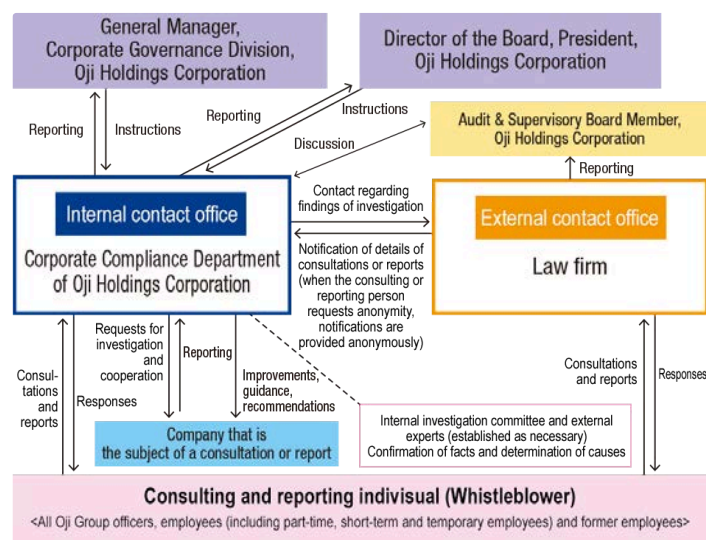 General Manager,
Corporate Governance Division,
Oji Holdings Corporation
Director of the Board, President,
Oji Holdings Corporation
Reporting
Instructions
Reporting
Instructions
Discussion
Audit & Supervisory Board Member,
Oji Holdings Corporation
Reporting
Internal contact office
Corporate Compliance Department
of Oji Holdings Corporation
Contact regarding
findings of investigation
Notification of details of
consultations or reports
(when the consulting or
reporting person
requests anonymity,
notifications are
provided anonymously)
External contact office
Law firm
Consul-
tations
and
reports
Responses
Requests for
investigation
and
cooperation
Reporting
Improvements,
guidance,
recommendations
Consultations
and reports
Responses
Company that is
the subject of a consultation or report
Internal investigation committee and external
experts (established as necessary)
Confirmation of facts and determination of causes
Consulting and reporting indivisual (Whistleblower)
<All Oji Group officers, employees (including part-time, short-term and temporary employees) and former employees>